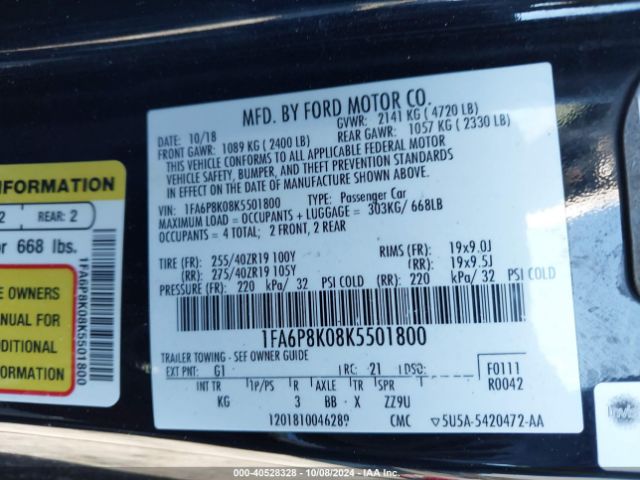 MFD. BY FORD MOTOR CO.
10/18
GVWR: 2141 KG ( 4720 LB)
FRONT GAWR: 1089 KG ( 2400 LB)
REAR GAWR: 1057 KG ( 2330 LB)
THIS VEHICLE CONFORMS TO ALL APPLICABLE FEDERAL MOTOR
VEHICLE SAFETY, BUMPER, AND THEFT PREVENTION STANDARDS
IN EFFECT ON THE DATE OF MANUFACTURE SHOWN ABOVE.
VIN: 1FA6P8K08K5501800 TYPE: Passenger Car
MAXIMUM LOAD = OCCUPANTS + LUGGAGE = 303KG/ 668LB
OCCUPANTS = 4 TOTAL; 2 FRONT, 2 REAR
TIRE (FR): 255/40ZR19 100Y RIMS (FR): 19x9.0J
(RR): 275/40ZR19 105Y (RR): 19x9.5J
PRESSURE (FR): 220 kPa/ 32 PSI COLD (RR): 220 kPa/ 32 PSI COLD
1FA6P8K08K5501800
TRAILER TOWING - SEE OWNER GUIDE
EXT PNT: G1 RC: 21 DSO: F0111
INT TR TP/PS R AXLE TR SPR R0042
KG 3 BB - X ZZ9U
120181004628 CMC 5U5A-5420472-AA
INFORMATION
2 REAR: 2
or 668 lbs.
1FA6P8K08K5501800
E OWNERS
ANUAL FOR
DDITIONAL
FORMATION
000-40528328 - 10/08/2024 - IAA Inc.